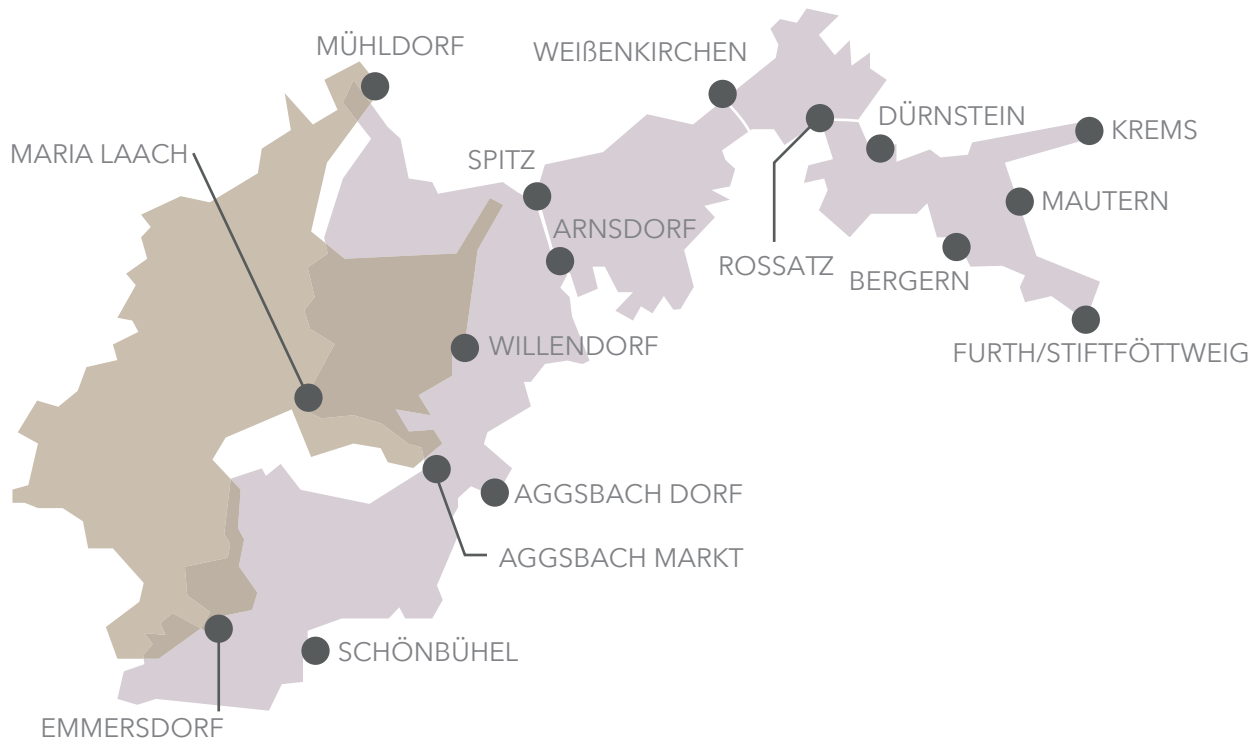 MÜHLDORF
WEIßENKIRCHEN
DÜRNSTEIN
KREMS
MARIA LAACH
SPITZ
MAUTERN
ARNSDORF
ROSSATZ
BERGERN
WILLENDORF
FURTH/STIFTFÖTTWEIG
AGGSBACH DORF
AGGSBACH MARKT
SCHÖNBÜHEL
EMMERSDORF